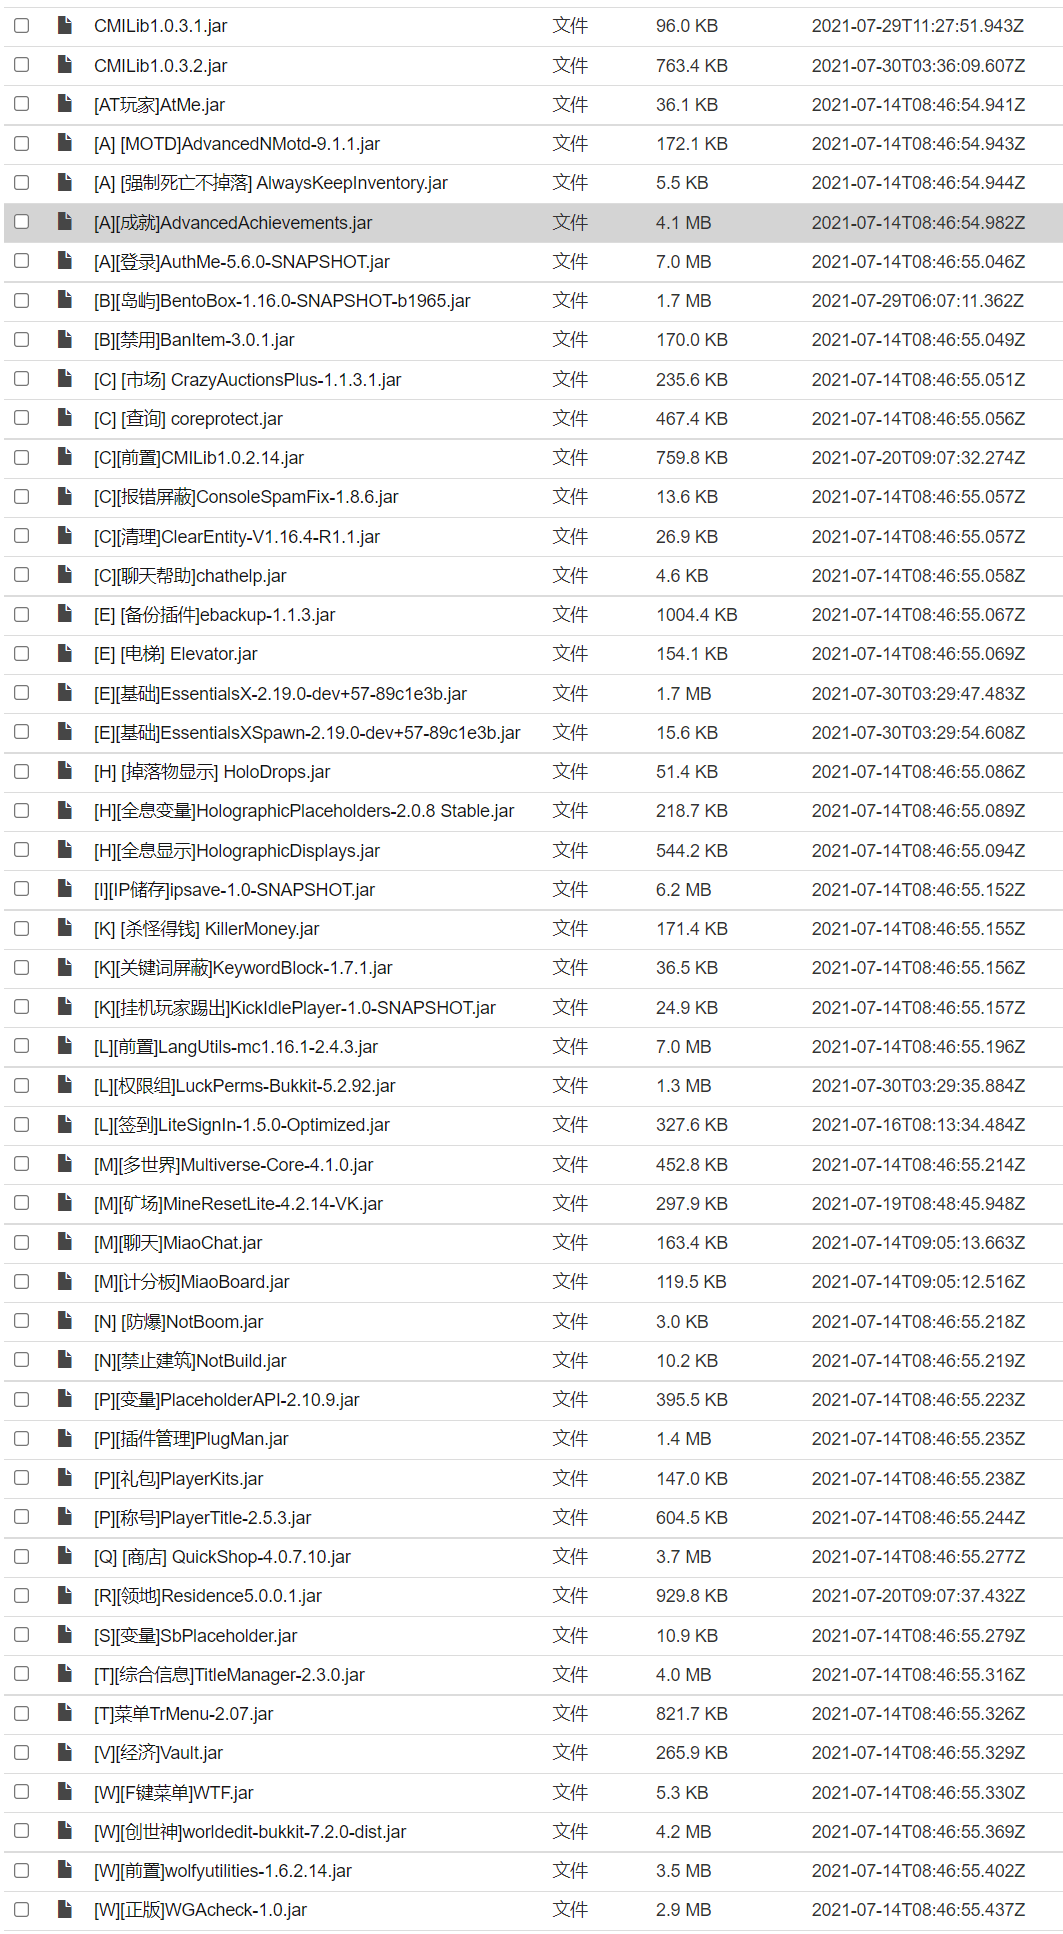 CMILib1.0.3.1.jar 文件 96.0 KB 2021-07-29T11:27:51.943Z
CMILib1.0.3.2.jar 文件 763.4 KB 2021-07-30T03:36:09.607Z
[AT玩家]AtMe.jar 文件 36.1 KB 2021-07-14T08:46:54.941Z
[A] [MOTD]AdvancedNMotd-9.1.1.jar 文件 172.1 KB 2021-07-14T08:46:54.943Z
[A] [强制死亡不掉落] AlwaysKeepInventory.jar 文件 5.5 KB 2021-07-14T08:46:54.944Z
[A][成就]AdvancedAchievements.jar 文件 4.1 MB 2021-07-14T08:46:54.982Z
[A][登录]AuthMe-5.6.0-SNAPSHOT.jar 文件 7.0 MB 2021-07-14T08:46:55.046Z
[B][岛屿]BentoBox-1.16.0-SNAPSHOT-b1965.jar 文件 1.7 MB 2021-07-29T06:07:11.362Z
[B][禁用]BanItem-3.0.1.jar 文件 170.0 KB 2021-07-14T08:46:55.049Z
[C] [市场] CrazyAuctionsPlus-1.1.3.1.jar 文件 235.6 KB 2021-07-14T08:46:55.051Z
[C] [查询] coreprotect.jar 文件 467.4 KB 2021-07-14T08:46:55.056Z
[C][前置]CMILib1.0.2.14.jar 文件 759.8 KB 2021-07-20T09:07:32.274Z
[C][报错屏蔽]ConsoleSpamFix-1.8.6.jar 文件 13.6 KB 2021-07-14T08:46:55.057Z
[C][清理]ClearEntity-V1.16.4-R1.1.jar 文件 26.9 KB 2021-07-14T08:46:55.057Z
[C][聊天帮助]chathelp.jar 文件 4.6 KB 2021-07-14T08:46:55.058Z
[E] [备份插件]ebackup-1.1.3.jar 文件 1004.4 KB 2021-07-14T08:46:55.067Z
[E] [电梯] Elevator.jar 文件 154.1 KB 2021-07-14T08:46:55.069Z
[E][基础]EssentialsX-2.19.0-dev+57-89c1e3b.jar 文件 1.7 MB 2021-07-30T03:29:47.483Z
[E][基础]EssentialsXSpawn-2.19.0-dev+57-89c1e3b.jar 文件 15.6 KB 2021-07-30T03:29:54.608Z
[H] [掉落物显示] HoloDrops.jar 文件 51.4 KB 2021-07-14T08:46:55.086Z
[H][全息变量]HolographicPlaceholders-2.0.8 Stable.jar 文件 218.7 KB 2021-07-14T08:46:55.089Z
[H][全息显示]HolographicDisplays.jar 文件 544.2 KB 2021-07-14T08:46:55.094Z
[I][IP储存]ipsave-1.0-SNAPSHOT.jar 文件 6.2 MB 2021-07-14T08:46:55.152Z
[K] [杀怪得钱] KillerMoney.jar 文件 171.4 KB 2021-07-14T08:46:55.155Z
[K][关键词屏蔽]KeywordBlock-1.7.1.jar 文件 36.5 KB 2021-07-14T08:46:55.156Z
[K][挂机玩家踢出]KickIdlePlayer-1.0-SNAPSHOT.jar 文件 24.9 KB 2021-07-14T08:46:55.157Z
[L][前置]LangUtils-mc1.16.1-2.4.3.jar 文件 7.0 MB 2021-07-14T08:46:55.196Z
[L][权限组]LuckPerms-Bukkit-5.2.92.jar 文件 1.3 MB 2021-07-30T03:29:35.884Z
[L][签到]LiteSignIn-1.5.0-Optimized.jar 文件 327.6 KB 2021-07-16T08:13:34.484Z
[M][多世界]Multiverse-Core-4.1.0.jar 文件 452.8 KB 2021-07-14T08:46:55.214Z
[M][矿场]MineResetLite-4.2.14-VK.jar 文件 297.9 KB 2021-07-19T08:48:45.948Z
[M][聊天]MiaoChat.jar 文件 163.4 KB 2021-07-14T09:05:13.663Z
[M][计分板]MiaoBoard.jar 文件 119.5 KB 2021-07-14T09:05:12.516Z
[N] [防爆]NotBoom.jar 文件 3.0 KB 2021-07-14T08:46:55.218Z
[N][禁止建筑]NotBuild.jar 文件 10.2 KB 2021-07-14T08:46:55.219Z
[P][变量]PlaceholderAPI-2.10.9.jar 文件 395.5 KB 2021-07-14T08:46:55.223Z
[P][插件管理]PlugMan.jar 文件 1.4 MB 2021-07-14T08:46:55.235Z
[P][礼包]PlayerKits.jar 文件 147.0 KB 2021-07-14T08:46:55.238Z
[P][称号]PlayerTitle-2.5.3.jar 文件 604.5 KB 2021-07-14T08:46:55.244Z
[Q] [商店] QuickShop-4.0.7.10.jar 文件 3.7 MB 2021-07-14T08:46:55.277Z
[R][领地]Residence5.0.0.1.jar 文件 929.8 KB 2021-07-20T09:07:37.432Z
[S][变量]SbPlaceholder.jar 文件 10.9 KB 2021-07-14T08:46:55.279Z
[T][综合信息]TitleManager-2.3.0.jar 文件 4.0 MB 2021-07-14T08:46:55.316Z
[T]菜单TrMenu-2.07.jar 文件 821.7 KB 2021-07-14T08:46:55.326Z
[V][经济]Vault.jar 文件 265.9 KB 2021-07-14T08:46:55.329Z
[W][F键菜单]WTF.jar 文件 5.3 KB 2021-07-14T08:46:55.330Z
[W][创世神]worldedit-bukkit-7.2.0-dist.jar 文件 4.2 MB 2021-07-14T08:46:55.369Z
[W][前置]wolfyutilities-1.6.2.14.jar 文件 3.5 MB 2021-07-14T08:46:55.402Z
[W][正版]WGAcheck-1.0.jar 文件 2.9 MB 2021-07-14T08:46:55.437Z